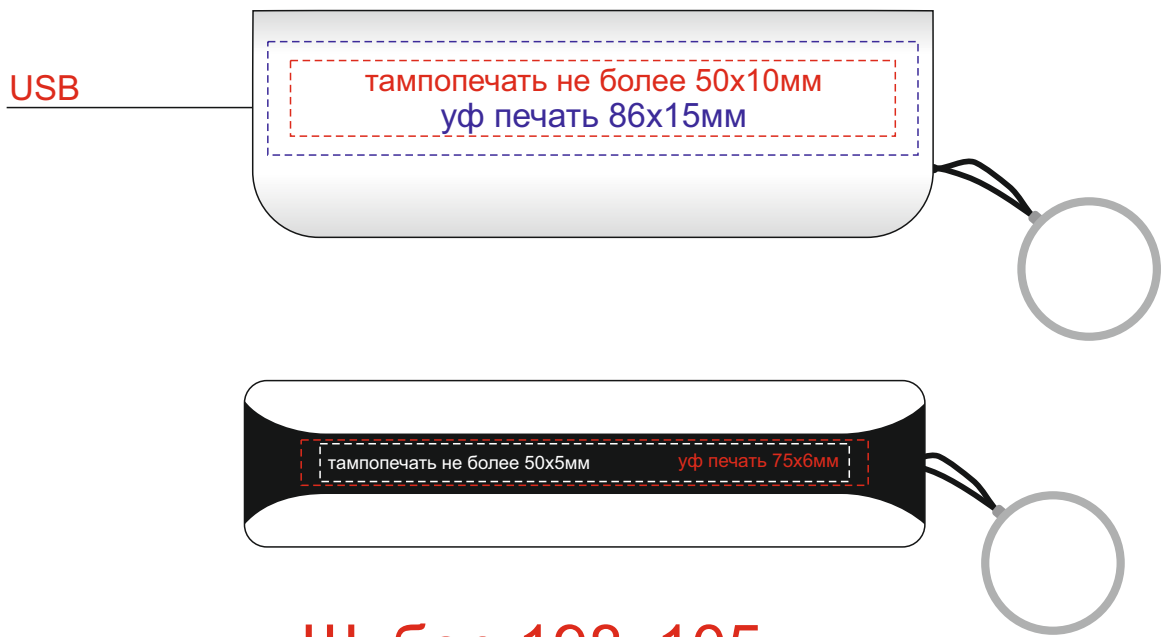 USB
тампопечать не более 50х10мм
уф печать 86х15мм
тампопечать не более 50х5мм
уф печать 75х6мм